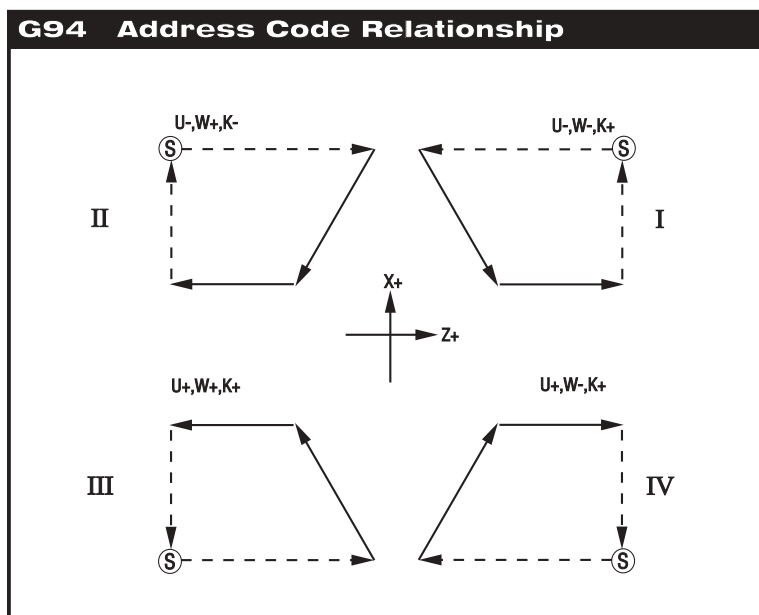 G94 Address Code Relationship
U-,W+,K-
U-,W-,K+
S
S
II
I
X+
Z+
U+,W+,K+
U+,W-,K+
III
IV
S
S